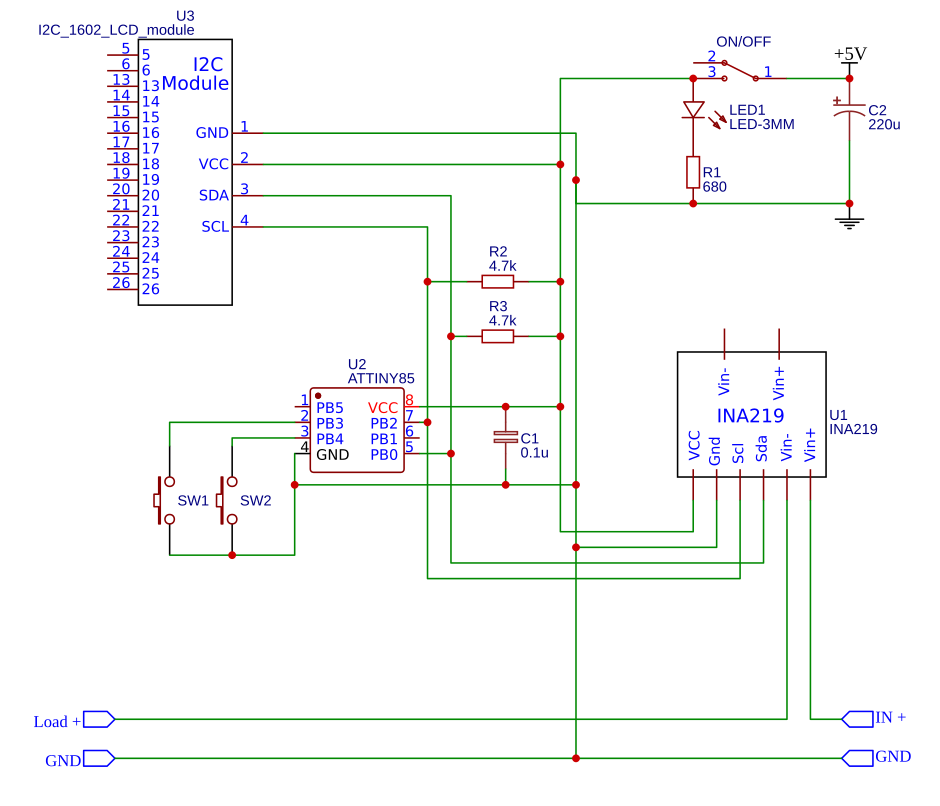 U3
I2C_1602_LCD_module
I2C
Module
5 5
6 6
13 13
14 14
15 15
16 16
17 17
18 18
19 19
20 20
21 21
22 22
23 23
24 24
25 25
26 26
GND 1
VCC 2
SDA 3
SCL 4
ON/OFF
2
3
1
+5V
C2
220u
LED1
LED-3MM
R1
680
R2
4.7k
R3
4.7k
U2
ATTINY85
1 PB5 VCC 8
2 PB3 PB2 7
3 PB4 PB1 6
4 GND PB0 5
C1
0.1u
SW1
SW2
Vin-
Vin+
INA219
U1
INA219
VCC
Gnd
Scl
Sda
Vin-
Vin+
Load +
IN +
GND
GND